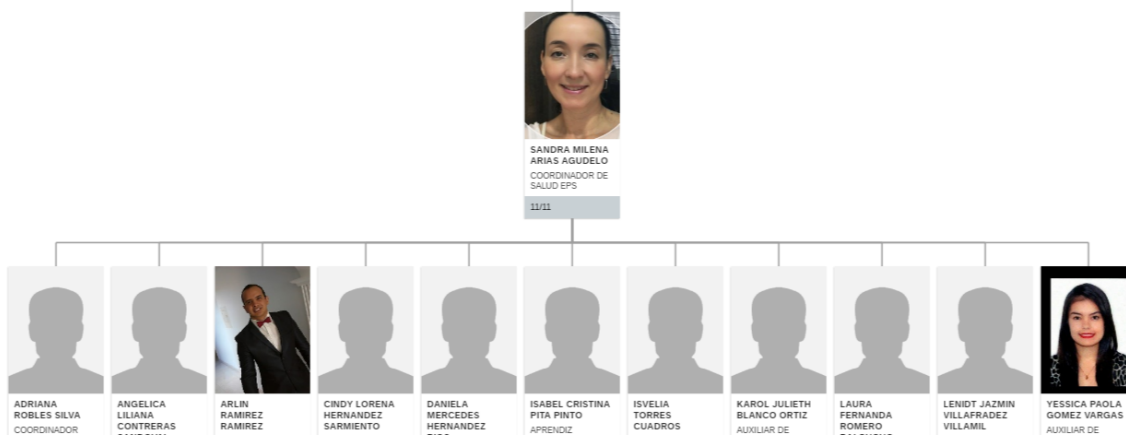 SANDRA MILENA
ARIAS AGUDELO
COORDINADOR DE
SALUD EPS
11/11
ADRIANA
ROBLES SILVA
COORDINADOR
ANGELICA
LILIANA
CONTRERAS
ARLIN
RAMIREZ
RAMIREZ
CINDY LORENA
HERNANDEZ
SARMIENTO
DANIELA
MERCEDES
HERNANDEZ
ISABEL CRISTINA
PITA PINTO
APRENDIZ
ISVELIA
TORRES
CUADROS
KAROL JULIETH
BLANCO ORTIZ
AUXILIAR DE
LAURA
FERNANDA
ROMERO
LENIDT JAZMIN
VILLAFRADEZ
VILLAMIL
YESSICA PAOLA
GOMEZ VARGAS
AUXILIAR DE